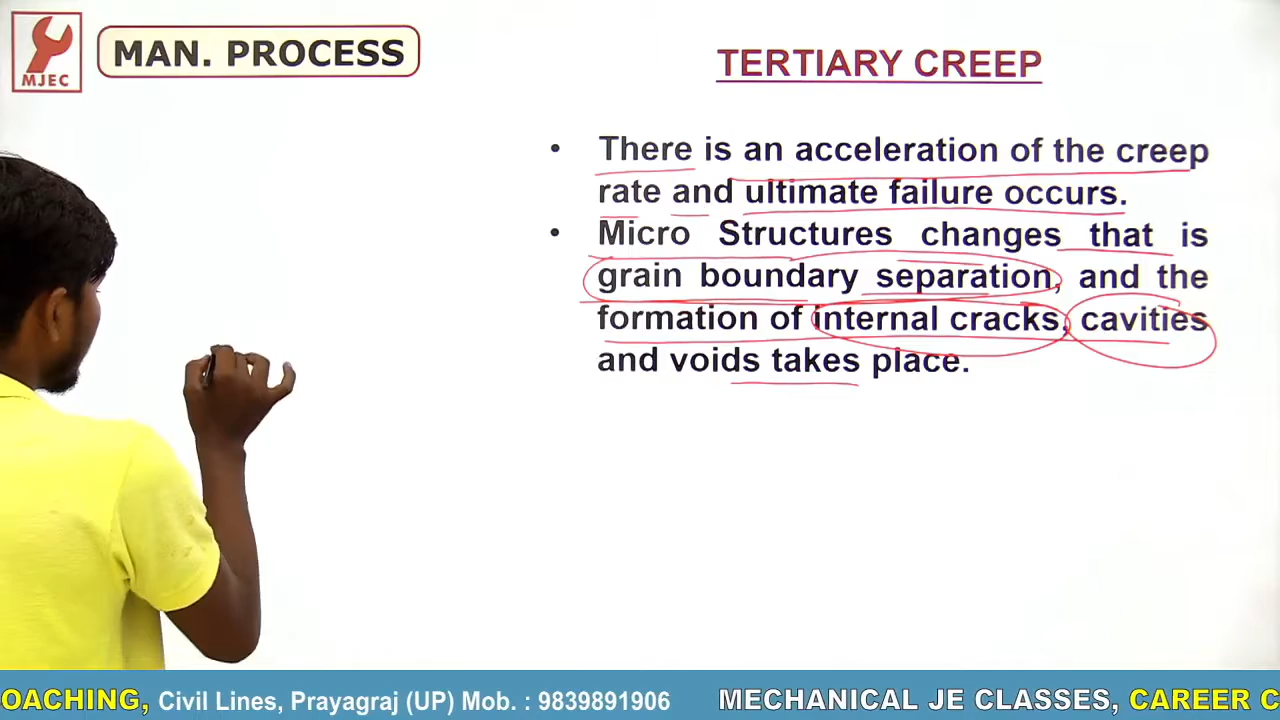 MJEC
MAN. PROCESS
TERTIARY CREEP
• There is an acceleration of the creep
rate and ultimate failure occurs.
• Micro Structures changes that is
grain boundary separation, and the
formation of internal cracks, cavities
and voids takes place.
OACHING, Civil Lines, Prayagraj (UP) Mob. : 9839891906 MECHANICAL JE CLASSES, CAREER C